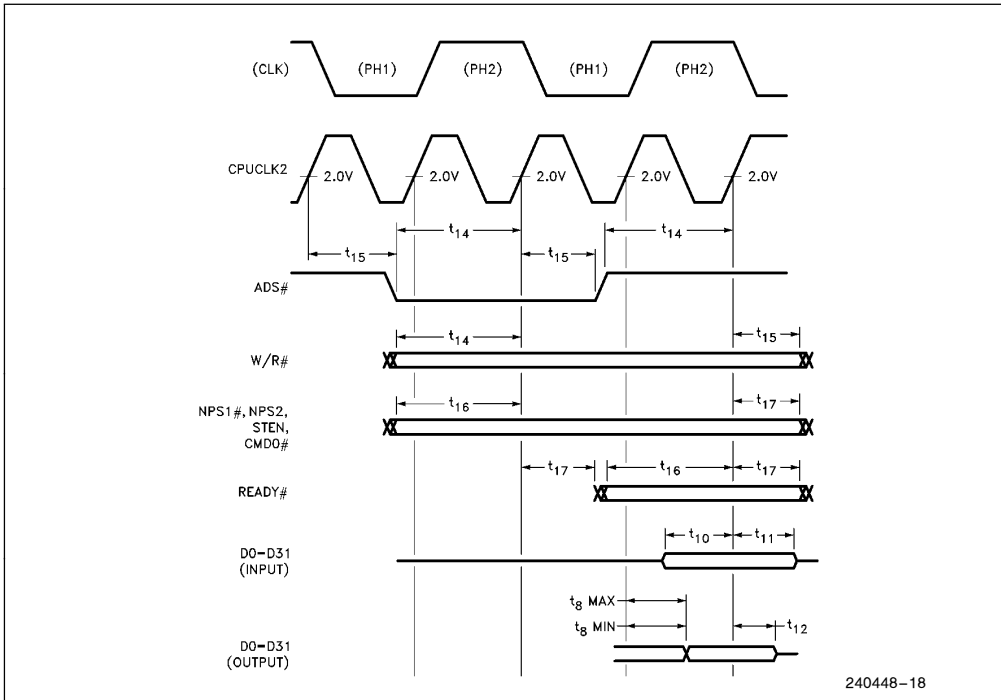 (CLK)
(PH1)
(PH2)
(PH1)
(PH2)
CPUCLK2
2.0V
2.0V
2.0V
2.0V
2.0V
t14
t14
t15
t15
ADS#
t14
t15
W/R#
t16
t17
NPS1#, NPS2,
STEN,
CMD0#
t17
t16
t17
READY#
t10
t11
D0-D31
(INPUT)
t8 MAX
t8 MIN
t12
D0-D31
(OUTPUT)
240448-18